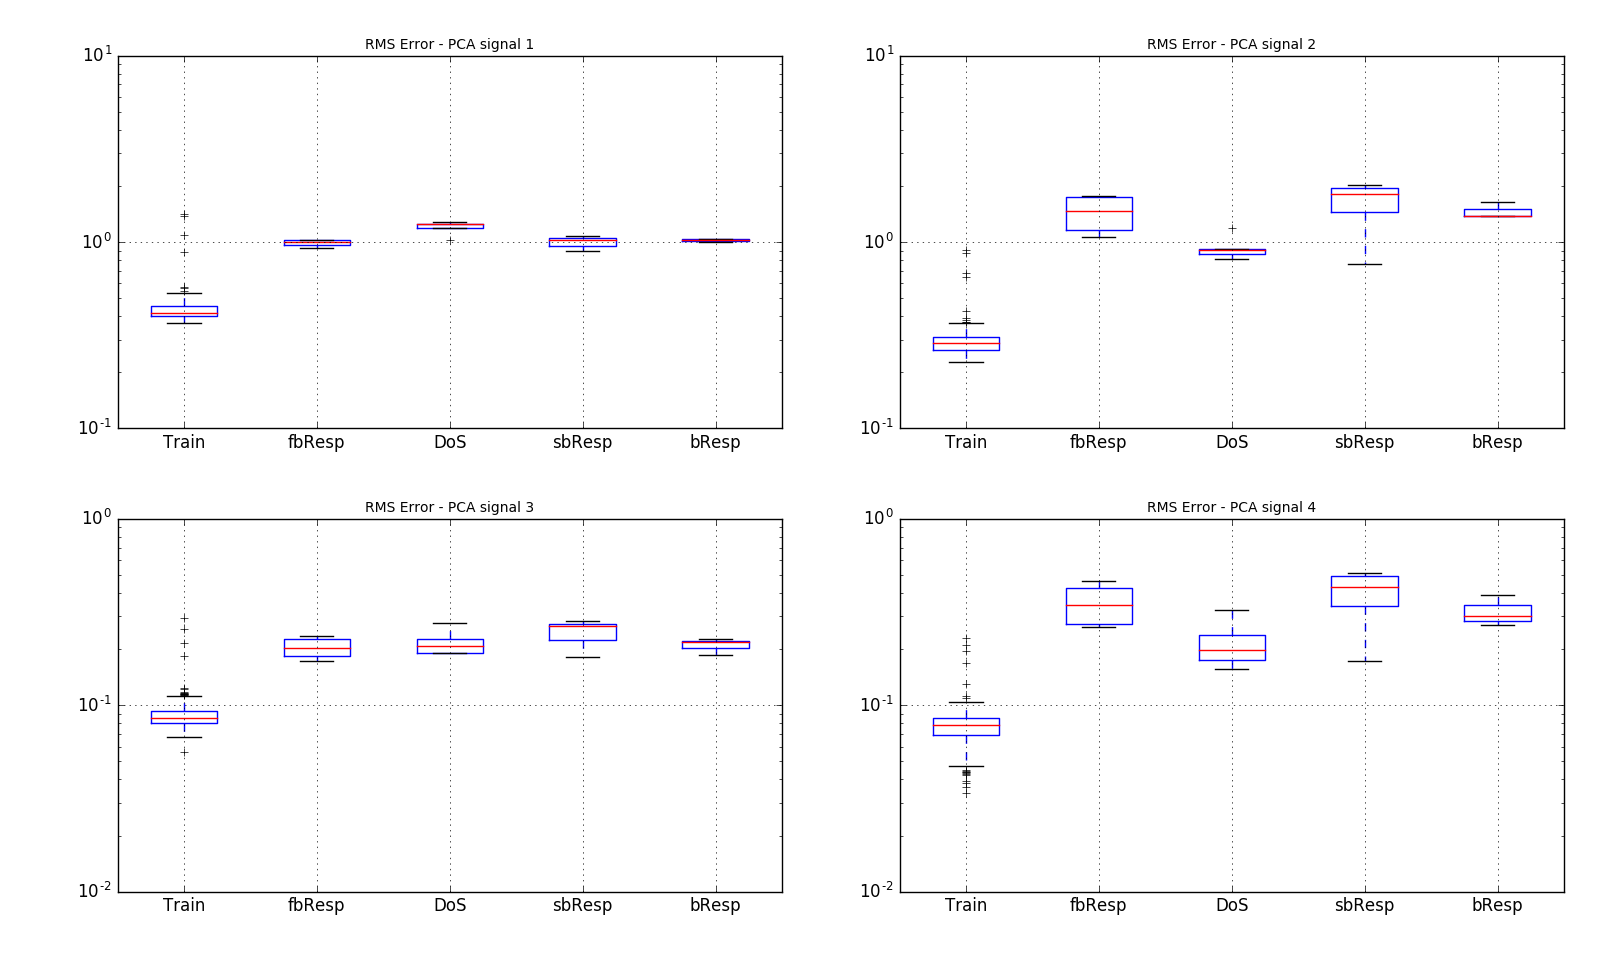 RMS Error - PCA signal 1
10^1
10^0
10^-1
Train fbResp DoS sbResp bResp
RMS Error - PCA signal 2
10^1
10^0
10^-1
Train fbResp DoS sbResp bResp
RMS Error - PCA signal 3
10^0
10^-1
10^-2
Train fbResp DoS sbResp bResp
RMS Error - PCA signal 4
10^0
10^-1
10^-2
Train fbResp DoS sbResp bResp